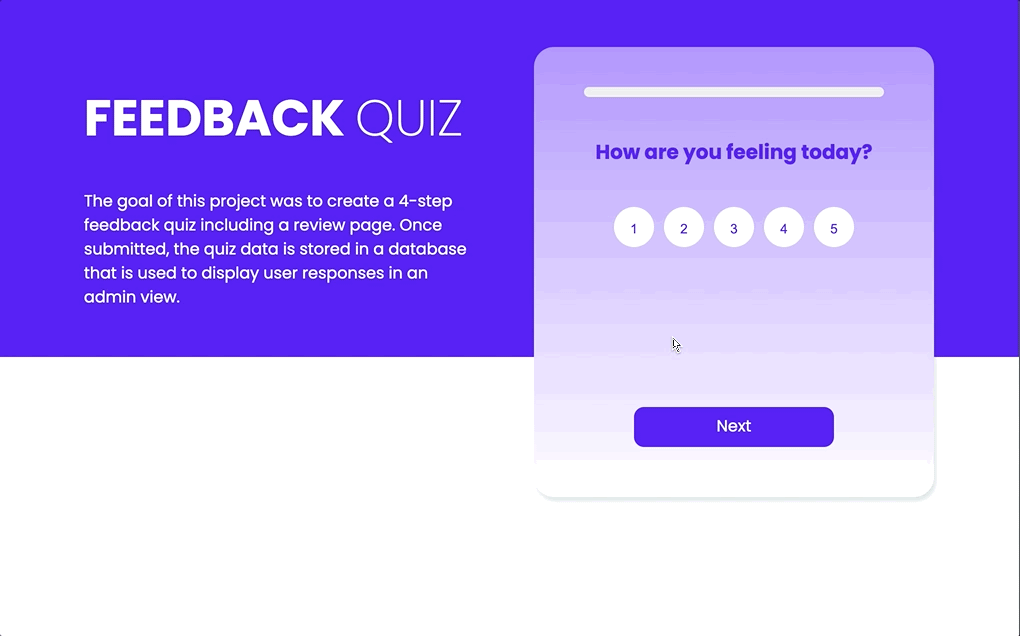 FEEDBACK QUIZ
The goal of this project was to create a 4-step
feedback quiz including a review page. Once
submitted, the quiz data is stored in a database
that is used to display user responses in an
admin view.
How are you feeling today?
1 2 3 4 5
Next